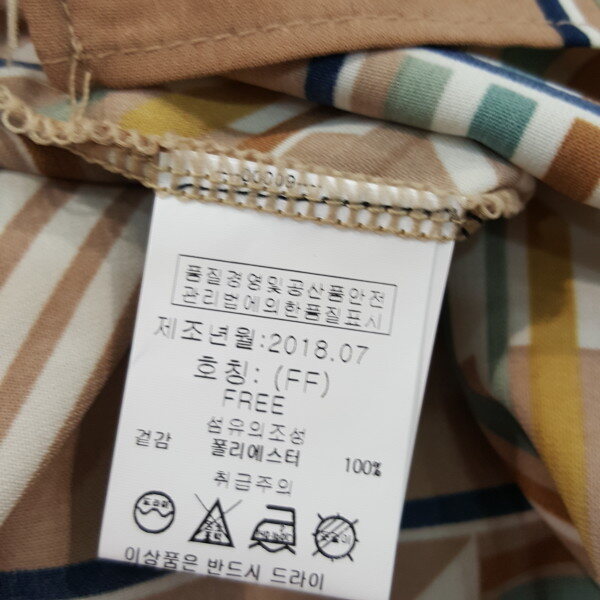 품질경영및공산품안전
관리법에의한품질표시
제조년월:2018.07
호칭: (FF)
FREE
섬유의조성
겉감 폴리에스터 100%
취급주의
드라이
이상품은 반드시 드라이